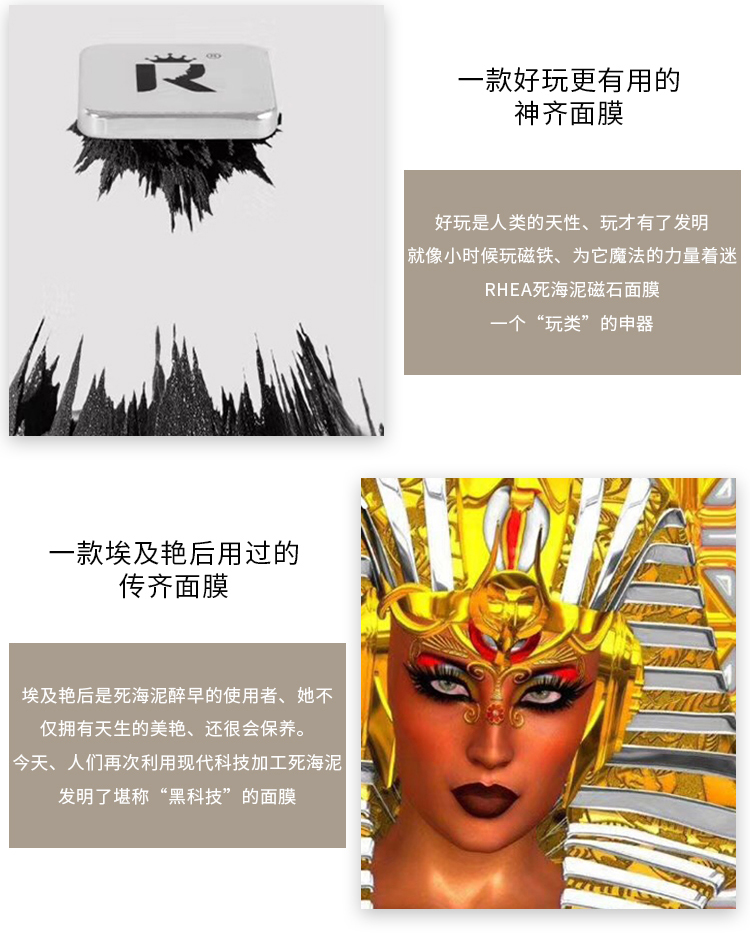 R®
一款好玩更有用的
神齐面膜
好玩是人类的天性、玩才有了发明
就像小时候玩磁铁、为它魔法的力量着迷
RHEA死海泥磁石面膜
一个“玩类”的申器
一款埃及艳后用过的
传齐面膜
埃及艳后是死海泥醉早的使用者、她不
仅拥有天生的美艳、还很会保养。
今天、人们再次利用现代科技加工死海泥
发明了堪称“黑科技”的面膜